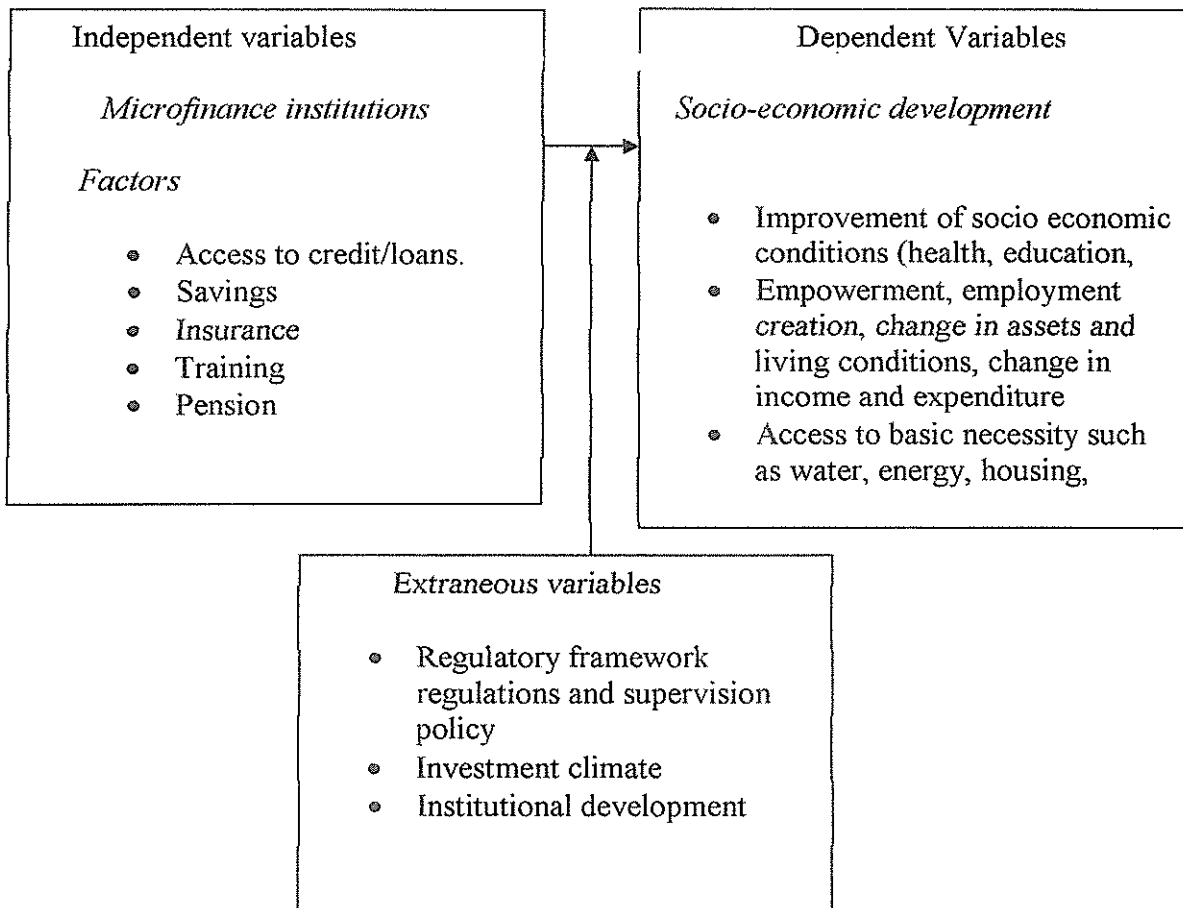 Independent variables
Microfinance institutions
Factors
• Access to credit/loans.
• Savings
• Insurance
• Training
• Pension
Dependent Variables
Socio-economic development
• Improvement of socio economic
conditions (health, education,
• Empowerment, employment
creation, change in assets and
living conditions, change in
income and expenditure
• Access to basic necessity such
as water, energy, housing,
Extraneous variables
• Regulatory framework
regulations and supervision
policy
• Investment climate
• Institutional development